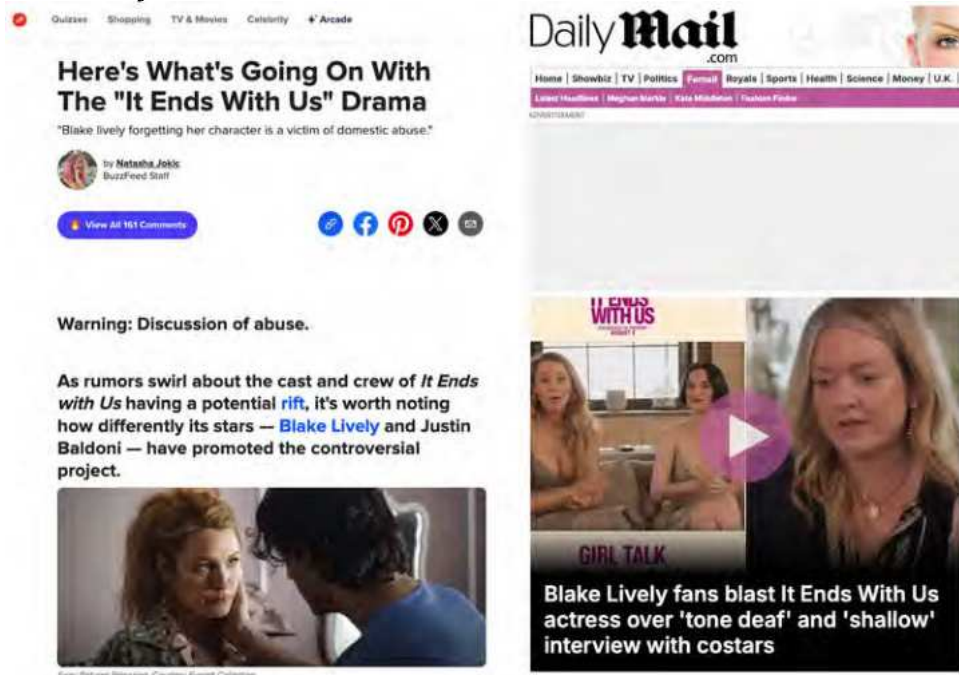 Quizzes Shopping TV & Movies Celebrity Arcade
Here's What's Going On With
The "It Ends With Us" Drama
"Blake lively forgetting her character is a victim of domestic abuse."
by Natasha Jokic
BuzzFeed Staff
View All 161 Comments
Warning: Discussion of abuse.
As rumors swirl about the cast and crew of It Ends
with Us having a potential rift, it's worth noting
how differently its stars — Blake Lively and Justin
Baldoni — have promoted the controversial
project.
Daily Mail
.com
Home | Showbiz | TV | Politics | Femail | Royals | Sports | Health | Science | Money | U.K. |
Latest Headlines | Meghan Markle | Kate Middleton | Fashion Finder
ADVERTISEMENT
IT ENDS
WITH US
GIRL TALK
Blake Lively fans blast It Ends With Us
actress over 'tone deaf' and 'shallow'
interview with costars